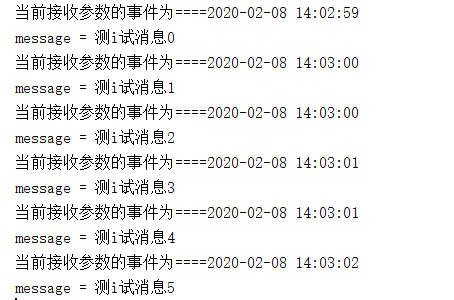 当前接收参数的事件为====2020-02-08 14:02:59
message = 测i试消息0
当前接收参数的事件为====2020-02-08 14:03:00
message = 测i试消息1
当前接收参数的事件为====2020-02-08 14:03:00
message = 测i试消息2
当前接收参数的事件为====2020-02-08 14:03:01
message = 测i试消息3
当前接收参数的事件为====2020-02-08 14:03:01
message = 测i试消息4
当前接收参数的事件为====2020-02-08 14:03:02
message = 测i试消息5